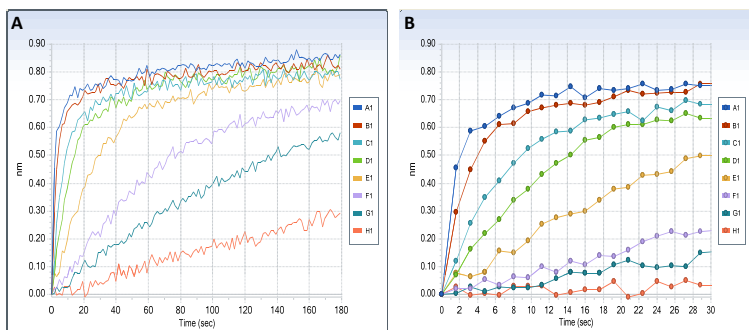 A
nm
0.90
0.80
0.70
0.60
0.50
0.40
0.30
0.20
0.10
0.00
0 20 40 60 80 100 120 140 160 180
Time (sec)
nm
A1
B1
C1
D1
E1
F1
G1
H1
B
nm
0.90
0.80
0.70
0.60
0.50
0.40
0.30
0.20
0.10
0.00
0 2 4 6 8 10 12 14 16 18 20 22 24 26 28 30
Time (sec)
nm
A1
B1
C1
D1
E1
F1
G1
H1